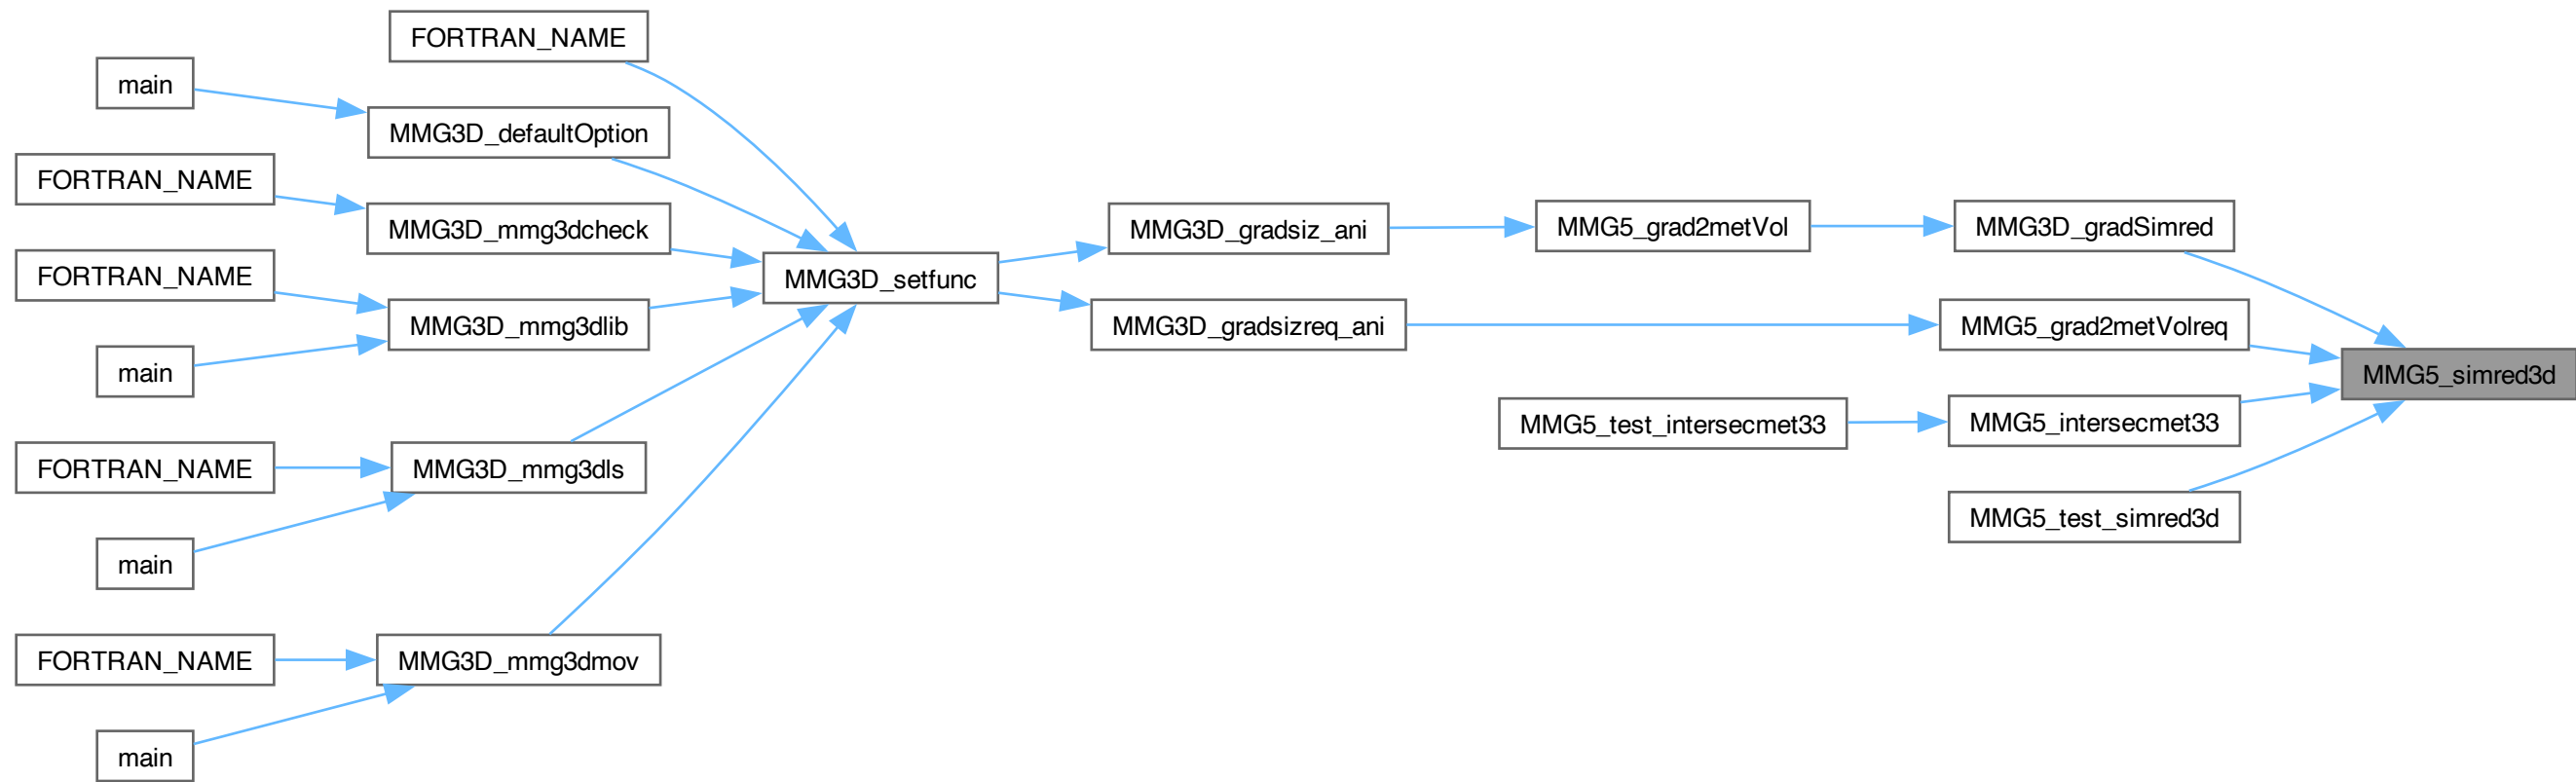 FORTRAN_NAME
main
MMG3D_defaultOption
FORTRAN_NAME
MMG3D_mmg3dcheck
FORTRAN_NAME
MMG3D_mmg3dlib
main
FORTRAN_NAME
MMG3D_mmg3dls
main
FORTRAN_NAME
MMG3D_mmg3dmov
main
MMG3D_setfunc
MMG3D_gradsiz_ani
MMG3D_gradsizreq_ani
MMG5_grad2metVol
MMG5_test_intersecmet33
MMG3D_gradSimred
MMG5_grad2metVolreq
MMG5_intersecmet33
MMG5_test_simred3d
MMG5_simred3d